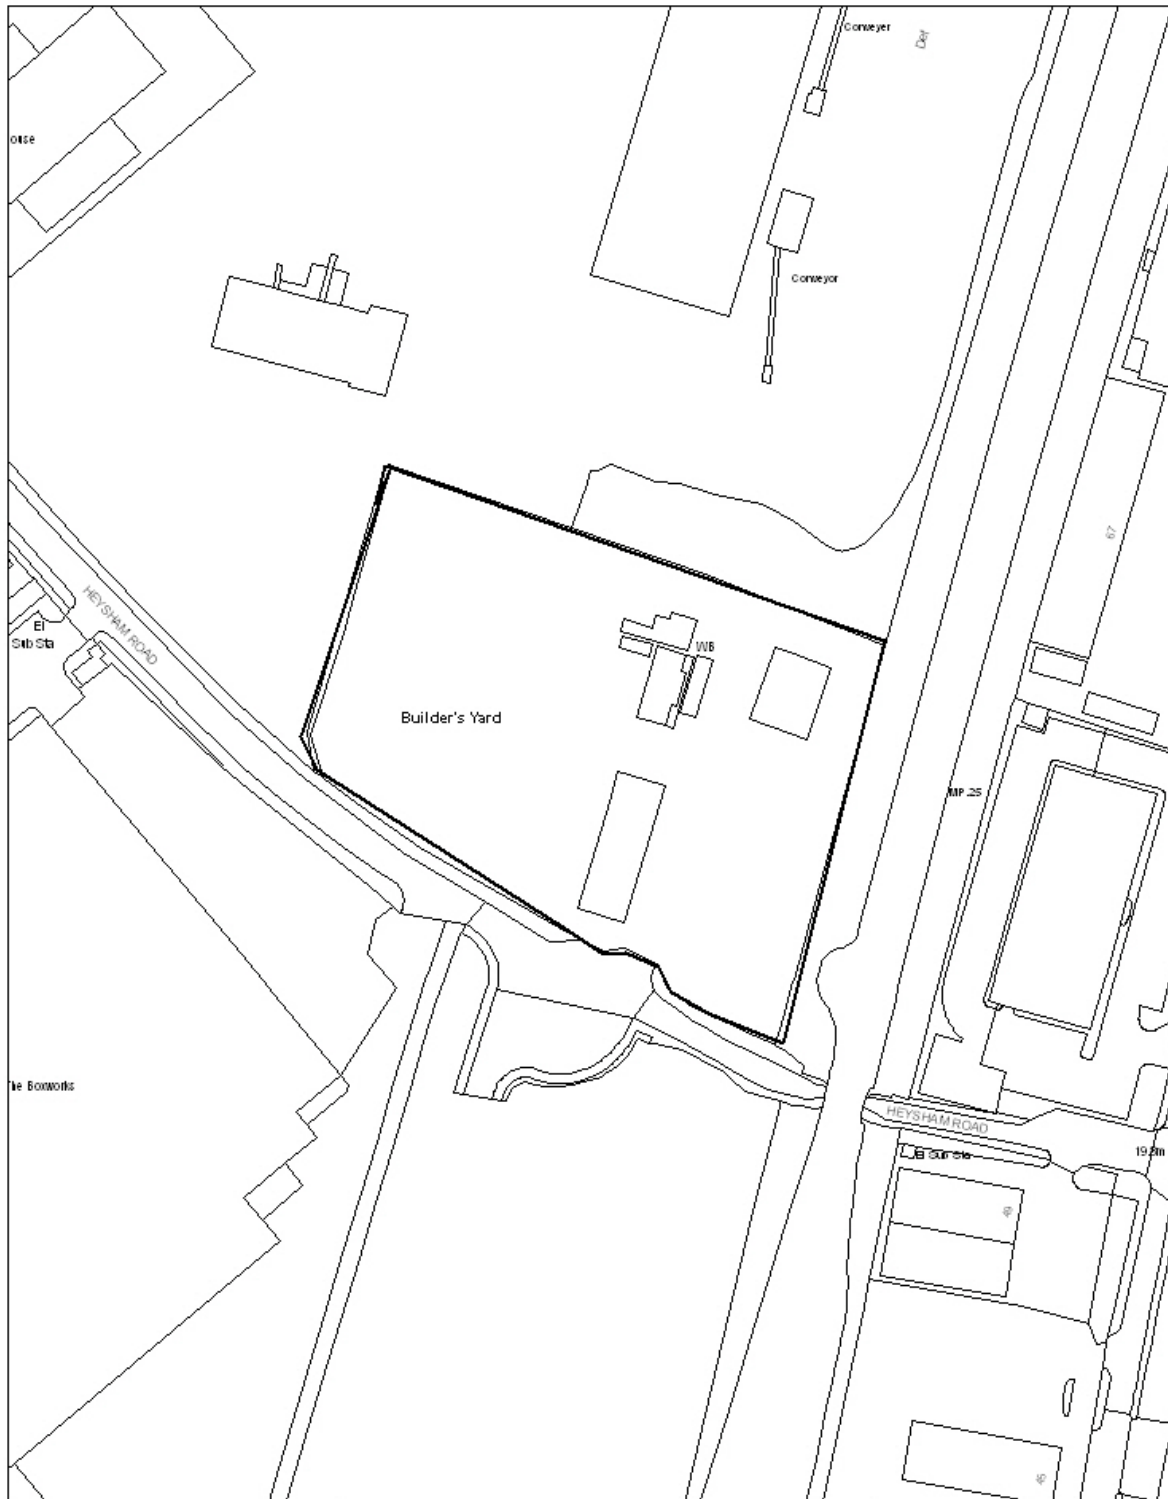 Conveyer
Def
ouse
Conveyor
67
HEYSHAM ROAD
El
Sub Sta
WB
Builder's Yard
MP .25
The Boxworks
HEYSHAM ROAD
El Sub Sta
19.8m
49
45